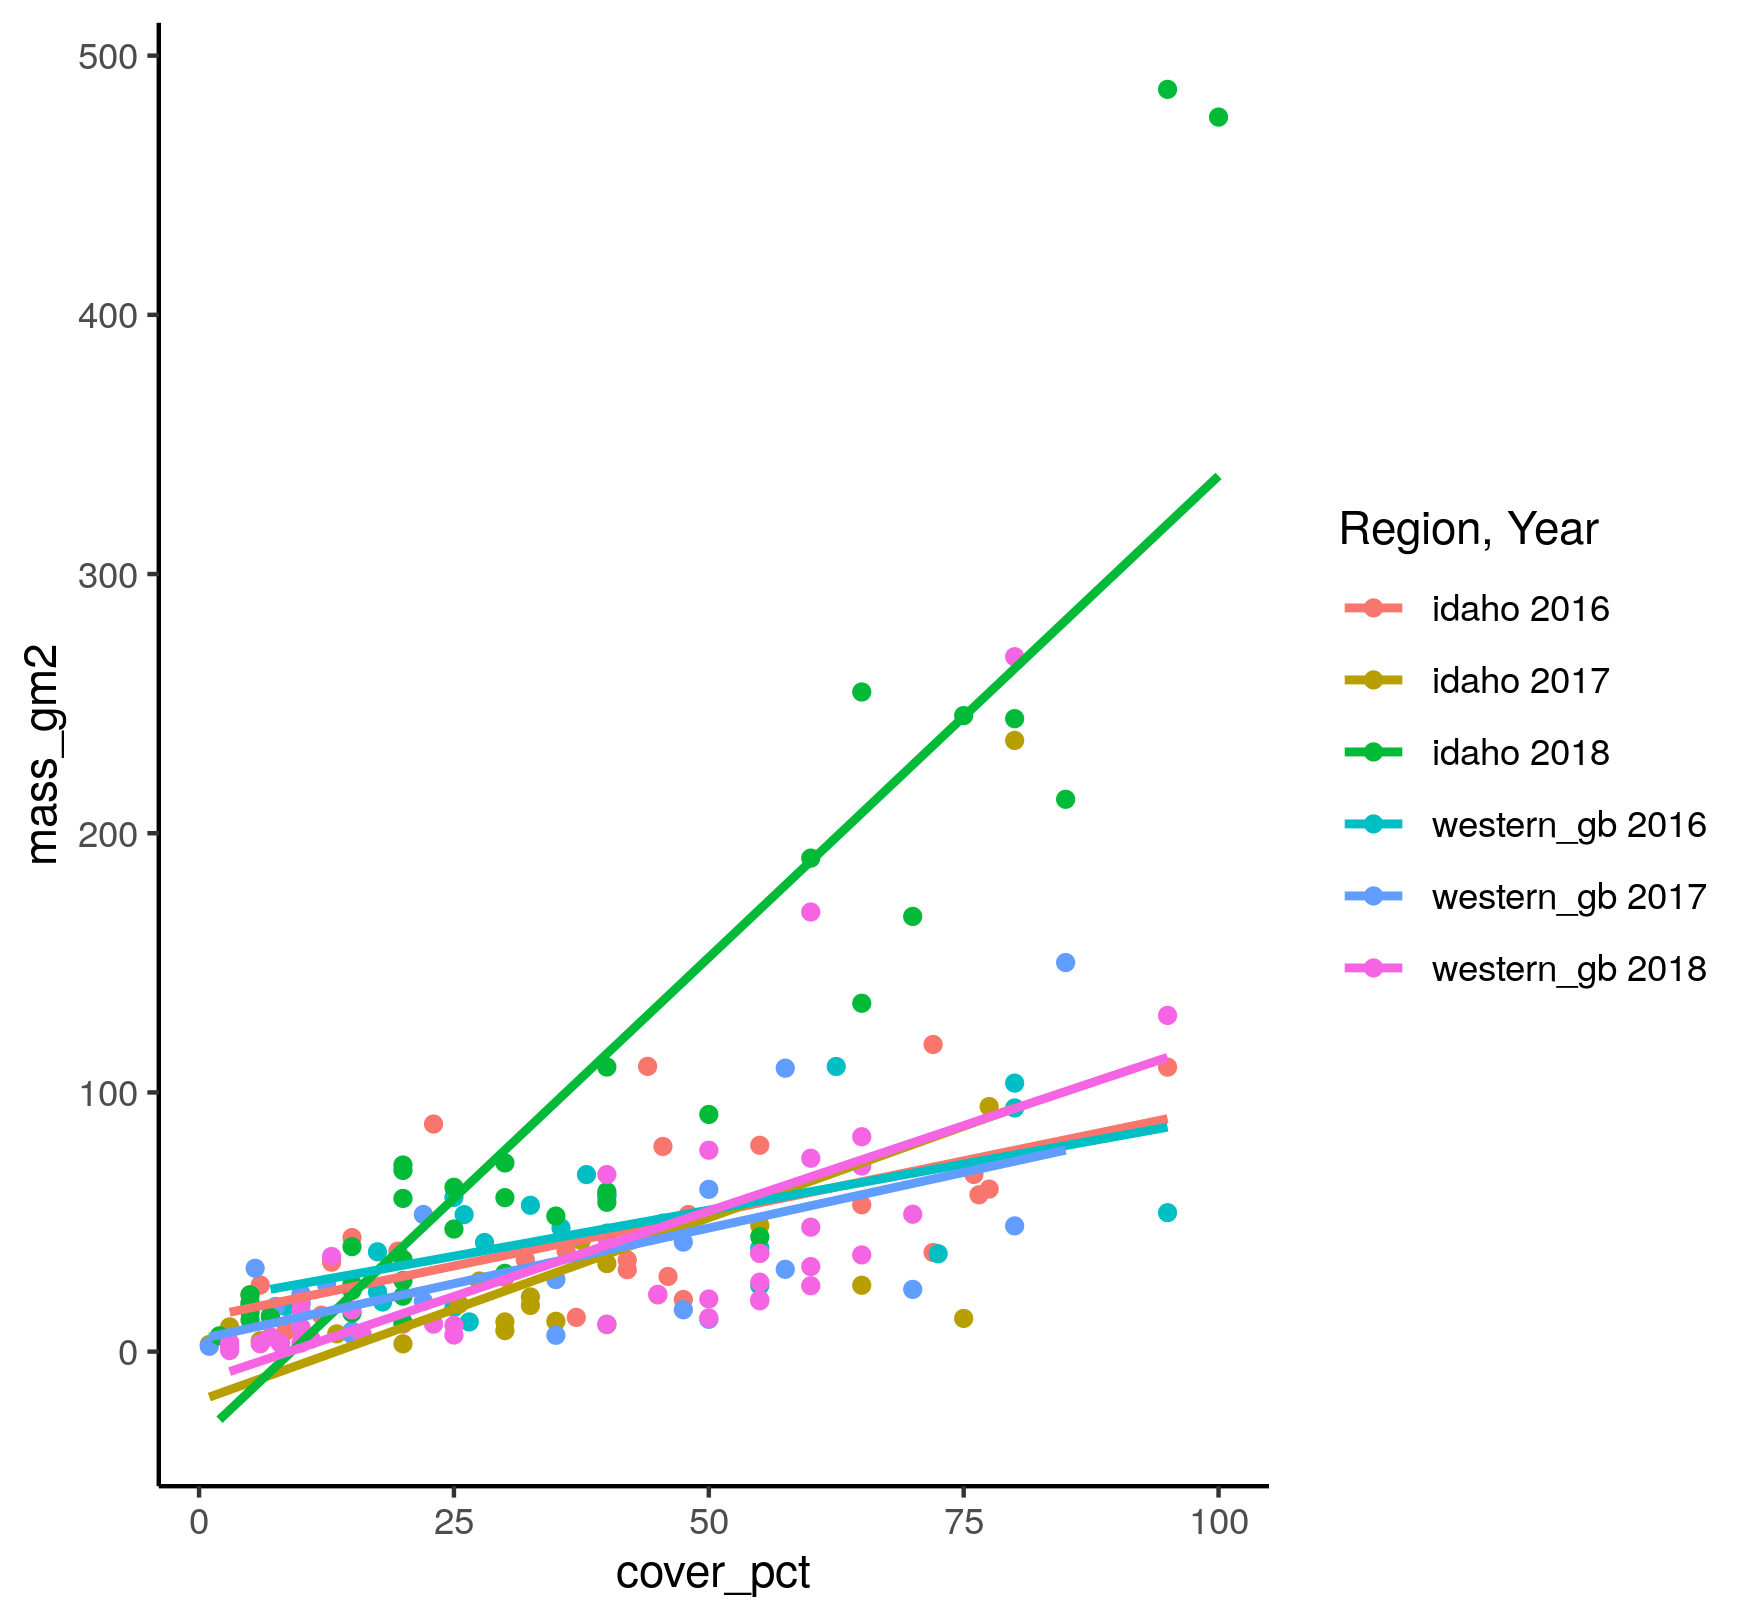 500
400
300
200
100
0
mass_gm2
0 25 50 75 100
cover_pct
Region, Year
idaho 2016
idaho 2017
idaho 2018
western_gb 2016
western_gb 2017
western_gb 2018